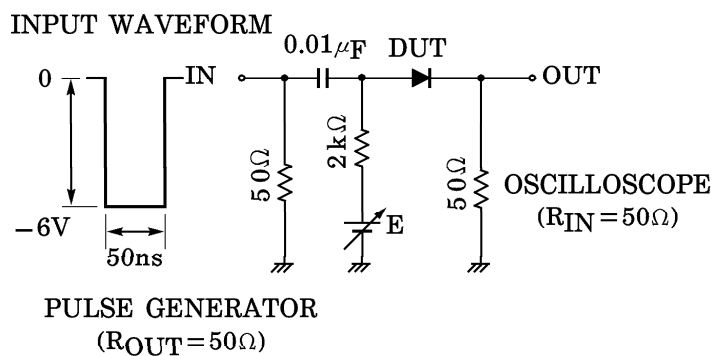 INPUT WAVEFORM
0.01μF DUT
0 IN OUT
2kΩ
50Ω
50Ω
OSCILLOSCOPE
(RIN=50Ω)
E
−6V
50ns
PULSE GENERATOR
(ROUT=50Ω)